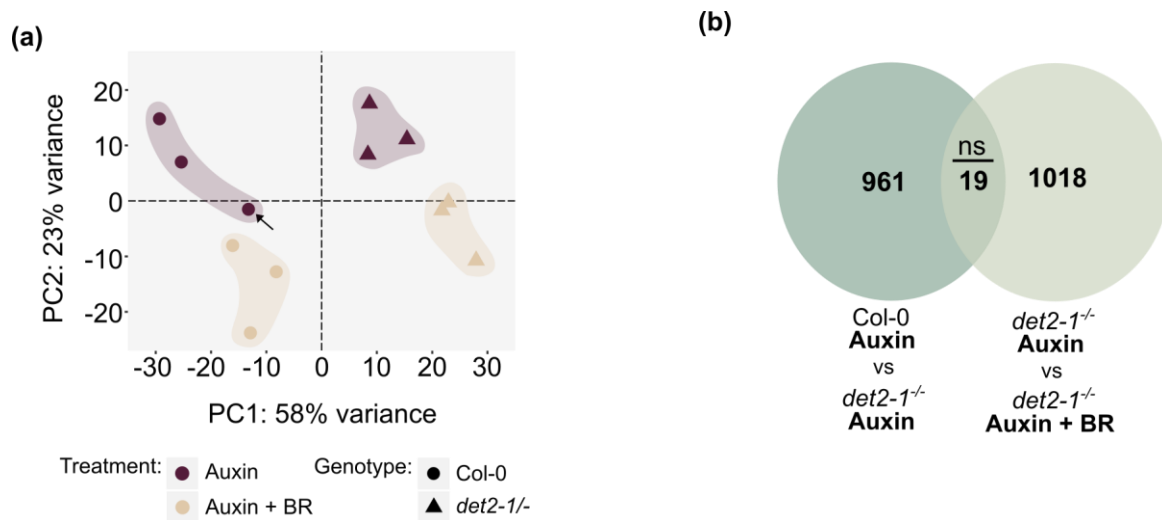 (a)
20
10
0
-10
-20
PC2: 23% variance
-30 -20 -10 0 10 20 30
PC1: 58% variance
Treatment:
Auxin
Auxin + BR
Genotype:
Col-0
det2-1/-
(b)
961
ns
19
1018
Col-0
Auxin
vs
det2-1-/-
Auxin
det2-1-/-
Auxin
vs
det2-1-/-
Auxin + BR